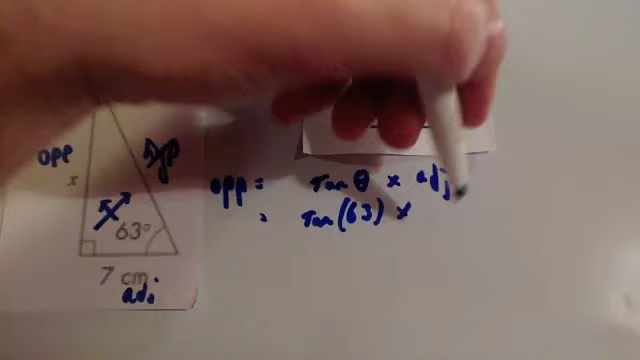 opp
hyp
x
63°
7 cm
adj
opp = Tan θ × adj
= Tan(63) ×